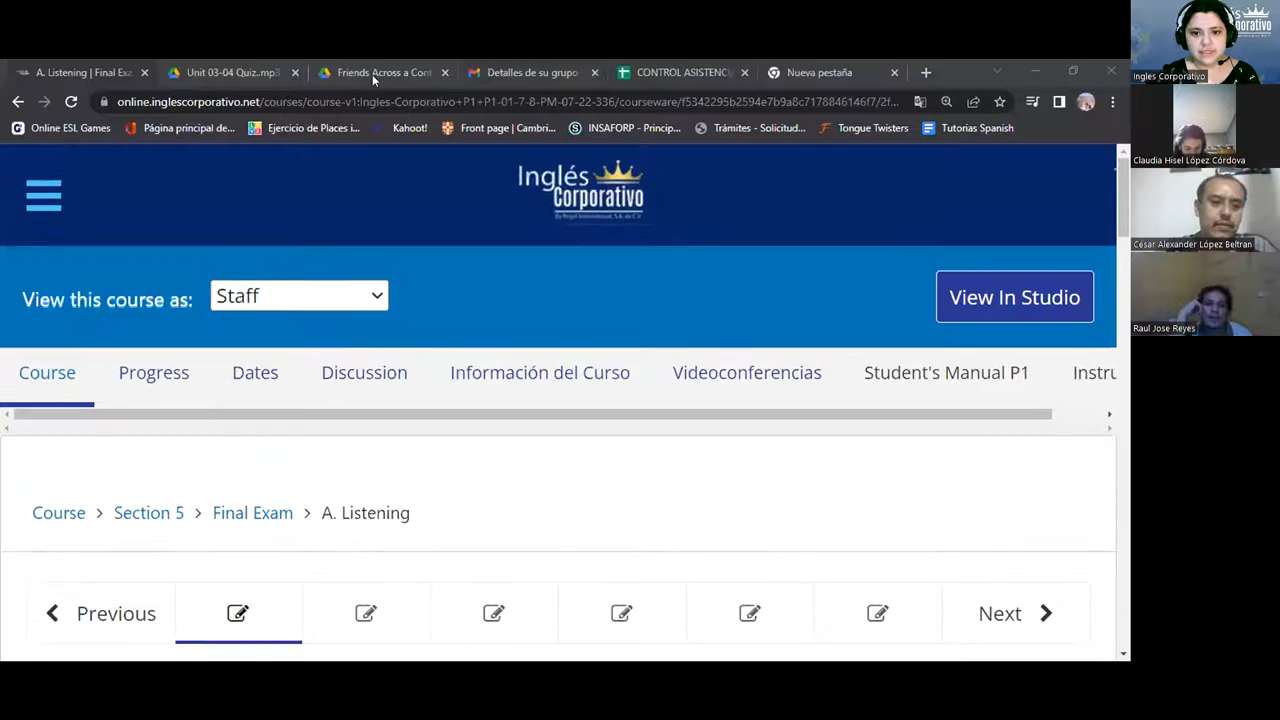 A. Listening | Final Exa
Unit 03-04 Quiz.mp3
Friends Across a Cont
Detalles de su grupo
CONTROL ASISTENCI
Nueva pestaña
online.inglescorporativo.net/courses/course-v1:Ingles-Corporativo+P1+P1-01-7-8-PM-07-22-336/courseware/f5342295b2594e7b9a8c7178846146f7/2f...
Online ESL Games
Página principal de...
Ejercicio de Places i...
Kahoot!
Front page | Cambri...
INSAFORP - Princip...
Trámites - Solicitud...
Tongue Twisters
Tutorias Spanish
Inglés
Corporativo
View this course as:
Staff
View In Studio
Course
Progress
Dates
Discussion
Información del Curso
Videoconferencias
Student's Manual P1
Instru
Course > Section 5 > Final Exam > A. Listening
Previous
Next
Ingles Corporativo
Claudia Hisel López Córdova
César Alexander López Beltran
Raul Jose Reyes